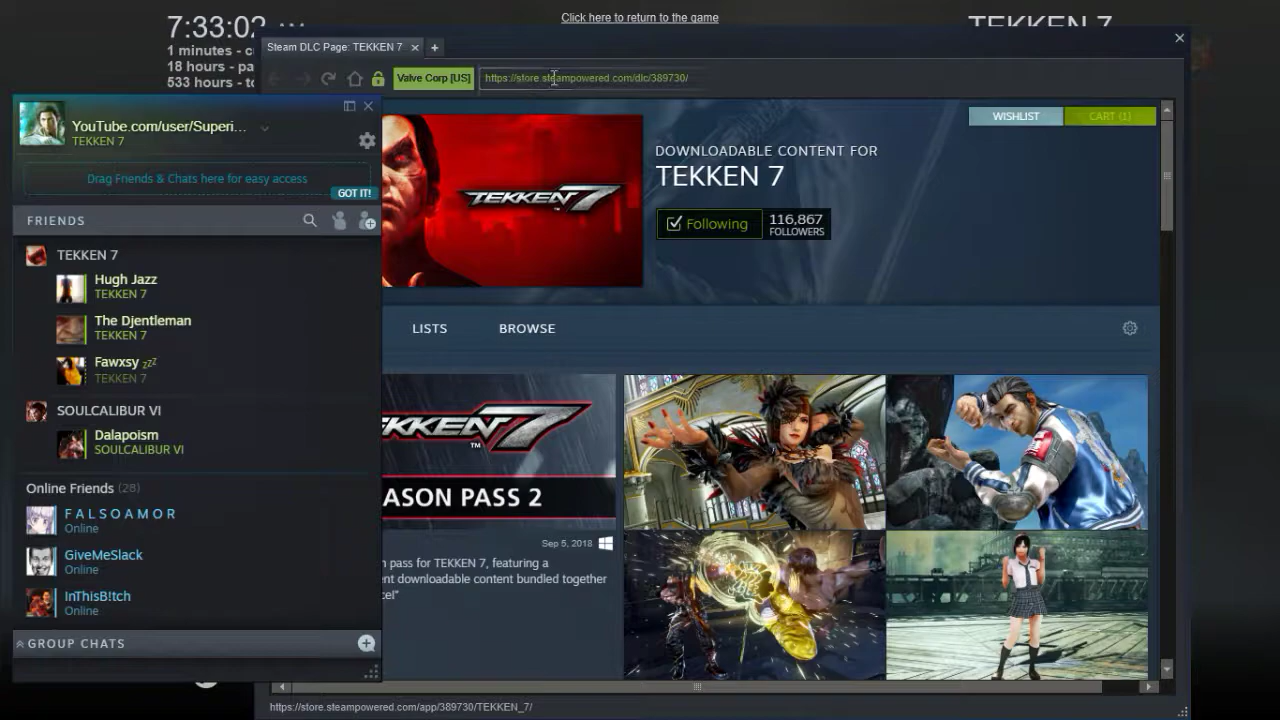 Click here to return to the game
7:33:02
TEKKEN 7
1 minutes - c
18 hours - pa
533 hours - t
Steam DLC Page: TEKKEN 7
Valve Corp [US]
https://store.steampowered.com/dlc/389730/
YouTube.com/user/Superi...
TEKKEN 7
Drag Friends & Chats here for easy access
GOT IT!
FRIENDS
TEKKEN 7
Hugh Jazz
TEKKEN 7
The Djentleman
TEKKEN 7
Fawxsy zzz
TEKKEN 7
SOULCALIBUR VI
Dalapoism
SOULCALIBUR VI
Online Friends (28)
F A L S O A M O R
Online
GiveMeSlack
Online
InThisB!tch
Online
GROUP CHATS
WISHLIST
CART (1)
TEKKEN 7
DOWNLOADABLE CONTENT FOR
TEKKEN 7
Following
116,867
FOLLOWERS
LISTS
BROWSE
EKKEN 7
TM
ASON PASS 2
Sep 5, 2018
pass for TEKKEN 7, featuring a
nt downloadable content bundled together
cel"
https://store.steampowered.com/app/389730/TEKKEN_7/